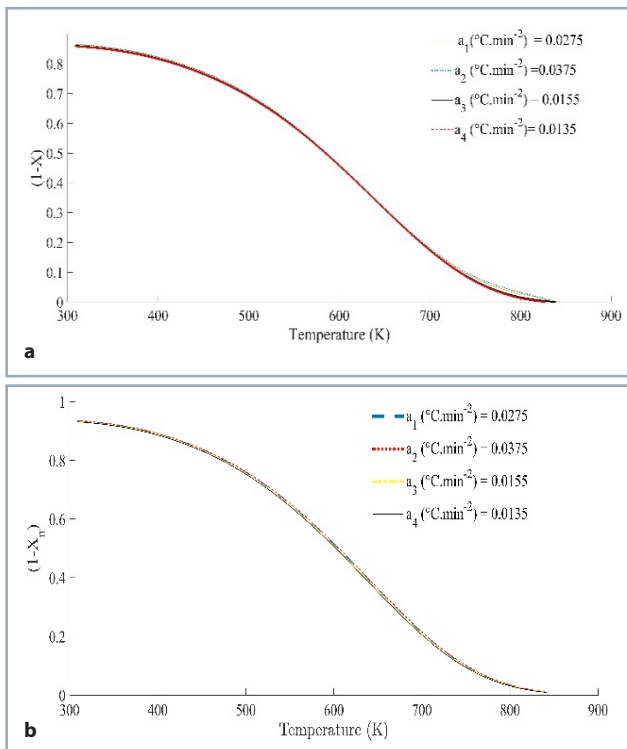 0.8
0.7
0.6
0.5
0.4
0.3
0.2
0.1
0
(1-X)
a1(°C.min-2) = 0.0275
a2 (°C.min-2)=0.0375
a3 (°C.min-2) = 0.0155
a4 (°C.min-2)= 0.0135
300 400 500 600 700 800 900
Temperature (K)
a
1
0.8
0.6
0.4
0.2
0
(1-Xn)
a1 (°C.min-2) = 0.0275
a2 (°C.min-2) = 0.0375
a3 (°C.min-2) = 0.0155
a4 (°C.min-2) = 0.0135
300 400 500 600 700 800 900
Temperature (K)
b